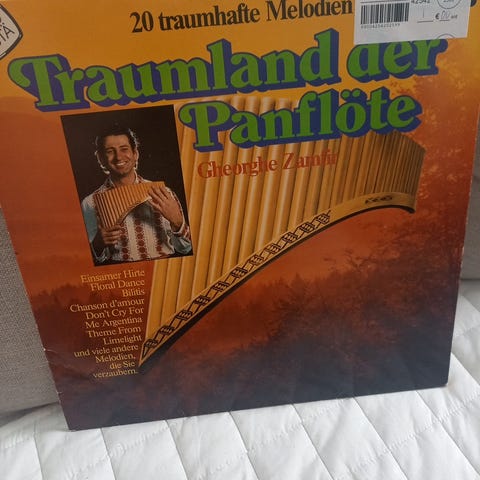 20 traumhafte Melodien
Traumland der
Panflöte
Gheorghe Zamfir
Einsamer Hirte
Floral Dance
Bilitis
Chanson d'amour
Don't Cry For
Me Argentina
Theme From
Limelight
und viele andere
Melodien,
die Sie
verzaubern.